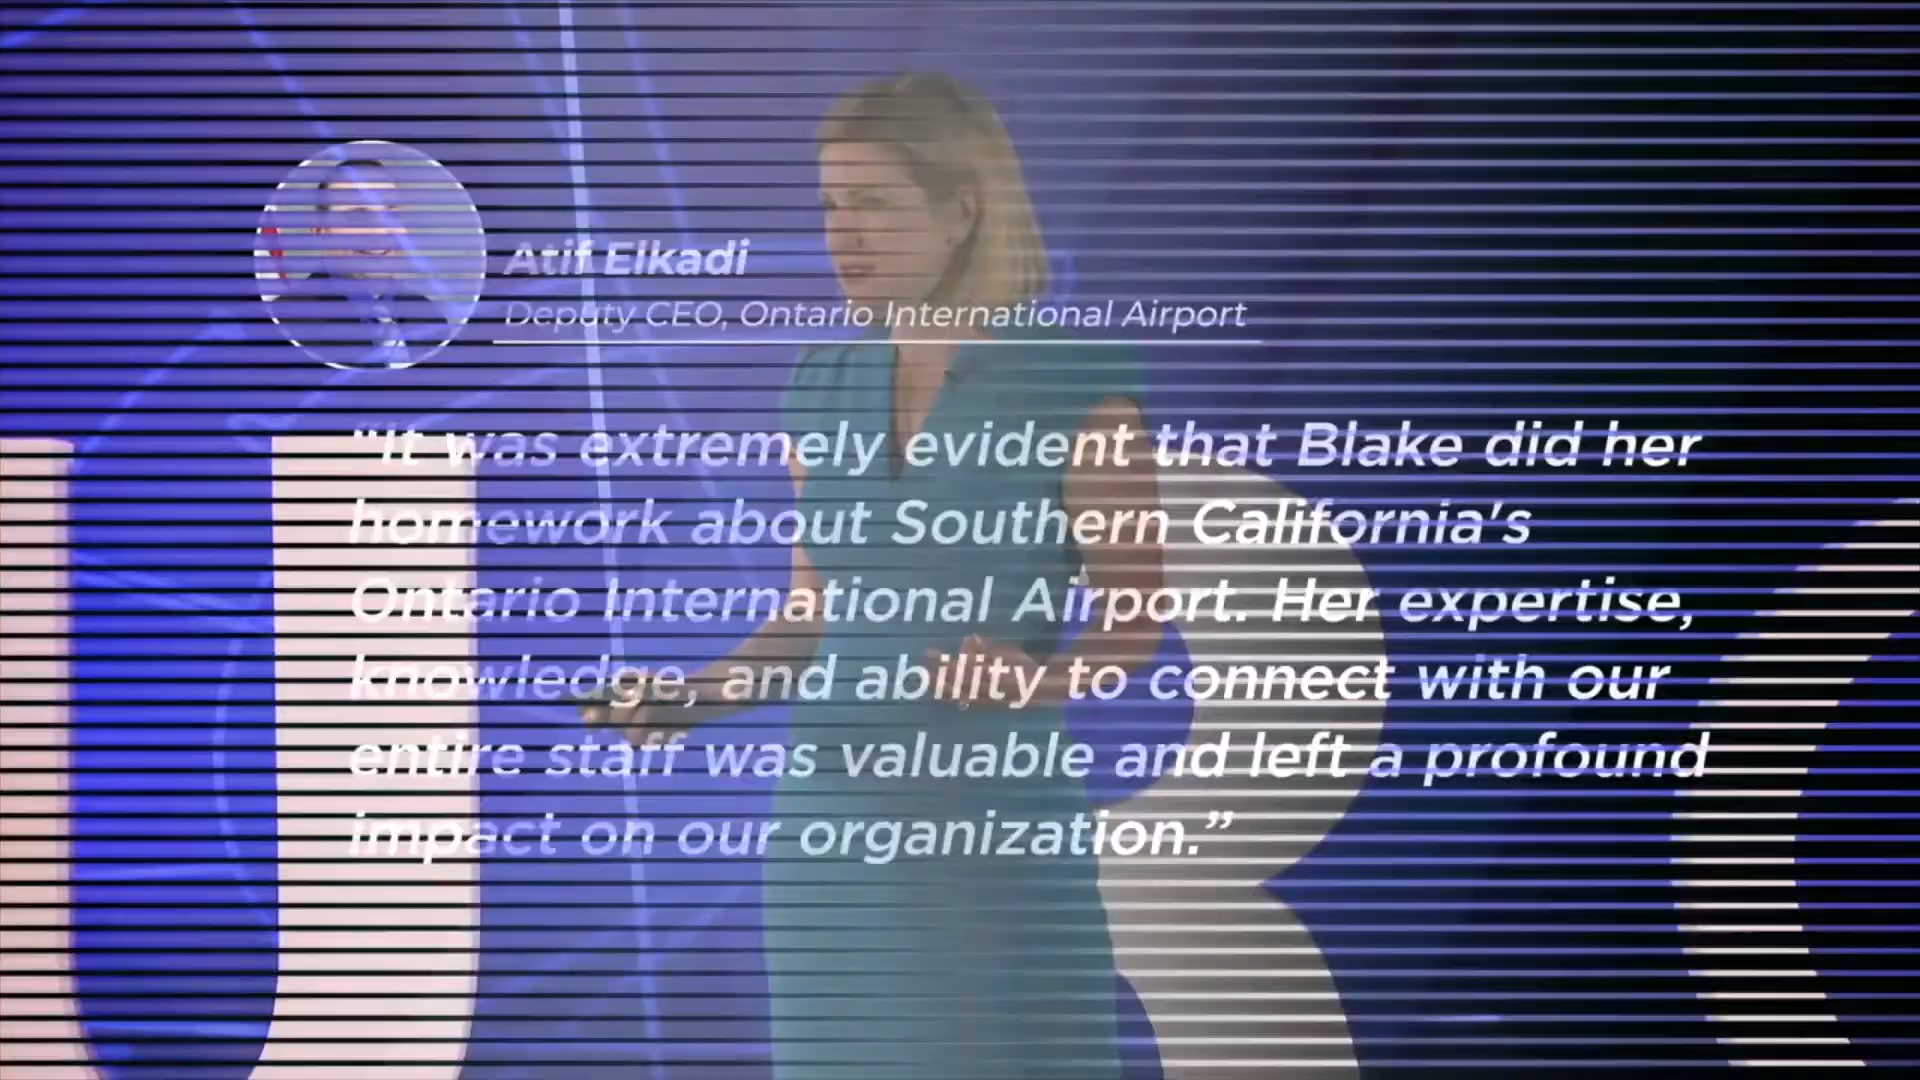 Atif Elkadi
Deputy CEO, Ontario International Airport
"It was extremely evident that Blake did her
homework about Southern California's
Ontario International Airport. Her expertise,
knowledge, and ability to connect with our
entire staff was valuable and left a profound
impact on our organization.”